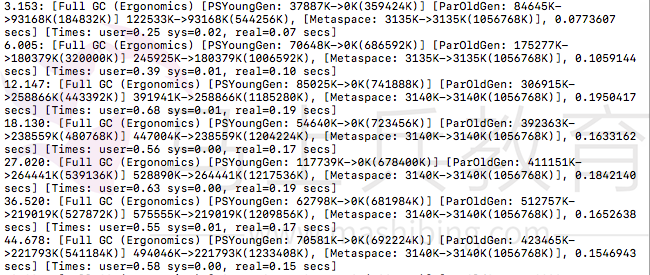 3.153: [Full GC (Ergonomics) [PSYoungGen: 37887K->0K(359424K)] [ParOldGen: 84645K-
>93168K(184832K)] 122533K->93168K(544256K), [Metaspace: 3135K->3135K(1056768K)], 0.0773607
secs] [Times: user=0.25 sys=0.02, real=0.07 secs]
6.005: [Full GC (Ergonomics) [PSYoungGen: 70648K->0K(686592K)] [ParOldGen: 175277K-
>180379K(320000K)] 245925K->180379K(1006592K), [Metaspace: 3135K->3135K(1056768K)], 0.1059144
secs] [Times: user=0.39 sys=0.01, real=0.10 secs]
12.147: [Full GC (Ergonomics) [PSYoungGen: 85025K->0K(741888K)] [ParOldGen: 306915K-
>258866K(443392K)] 391941K->258866K(1185280K), [Metaspace: 3140K->3140K(1056768K)], 0.1950417
secs] [Times: user=0.68 sys=0.01, real=0.19 secs]
18.130: [Full GC (Ergonomics) [PSYoungGen: 54640K->0K(723456K)] [ParOldGen: 392363K-
>238559K(480768K)] 447004K->238559K(1204224K), [Metaspace: 3140K->3140K(1056768K)], 0.1633162
secs] [Times: user=0.56 sys=0.00, real=0.17 secs]
27.020: [Full GC (Ergonomics) [PSYoungGen: 117739K->0K(678400K)] [ParOldGen: 411151K-
>264441K(539136K)] 528890K->264441K(1217536K), [Metaspace: 3140K->3140K(1056768K)], 0.1842140
secs] [Times: user=0.63 sys=0.00, real=0.19 secs]
36.520: [Full GC (Ergonomics) [PSYoungGen: 62798K->0K(681984K)] [ParOldGen: 512757K-
>219019K(527872K)] 575555K->219019K(1209856K), [Metaspace: 3140K->3140K(1056768K)], 0.1652638
secs] [Times: user=0.55 sys=0.01, real=0.17 secs]
44.678: [Full GC (Ergonomics) [PSYoungGen: 70581K->0K(692224K)] [ParOldGen: 423465K-
>221793K(541184K)] 494046K->221793K(1233408K), [Metaspace: 3140K->3140K(1056768K)], 0.1546943
secs] [Times: user=0.58 sys=0.00, real=0.15 secs]